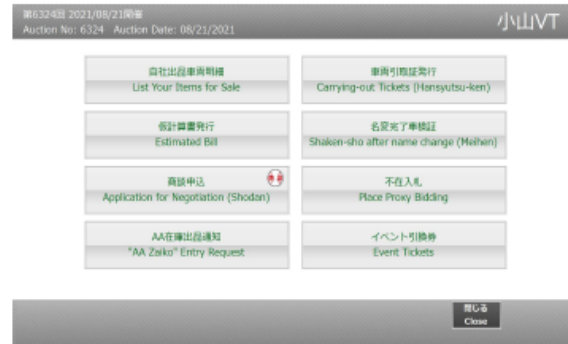 第6324回 2021/08/21開催
Auction No: 6324 Auction Date: 08/21/2021
小山VT
自社出品車両明細
List Your Items for Sale
車両引取証発行
Carrying-out Tickets (Hansyutsu-ken)
仮計算書発行
Estimated Bill
名変完了車検証
Shaken-sho after name change (Meihen)
商談申込
Application for Negotiation (Shodan)
不在入札
Place Proxy Bidding
AA在庫出品通知
"AA Zaiko" Entry Request
イベント引換券
Event Tickets
閉じる
Close